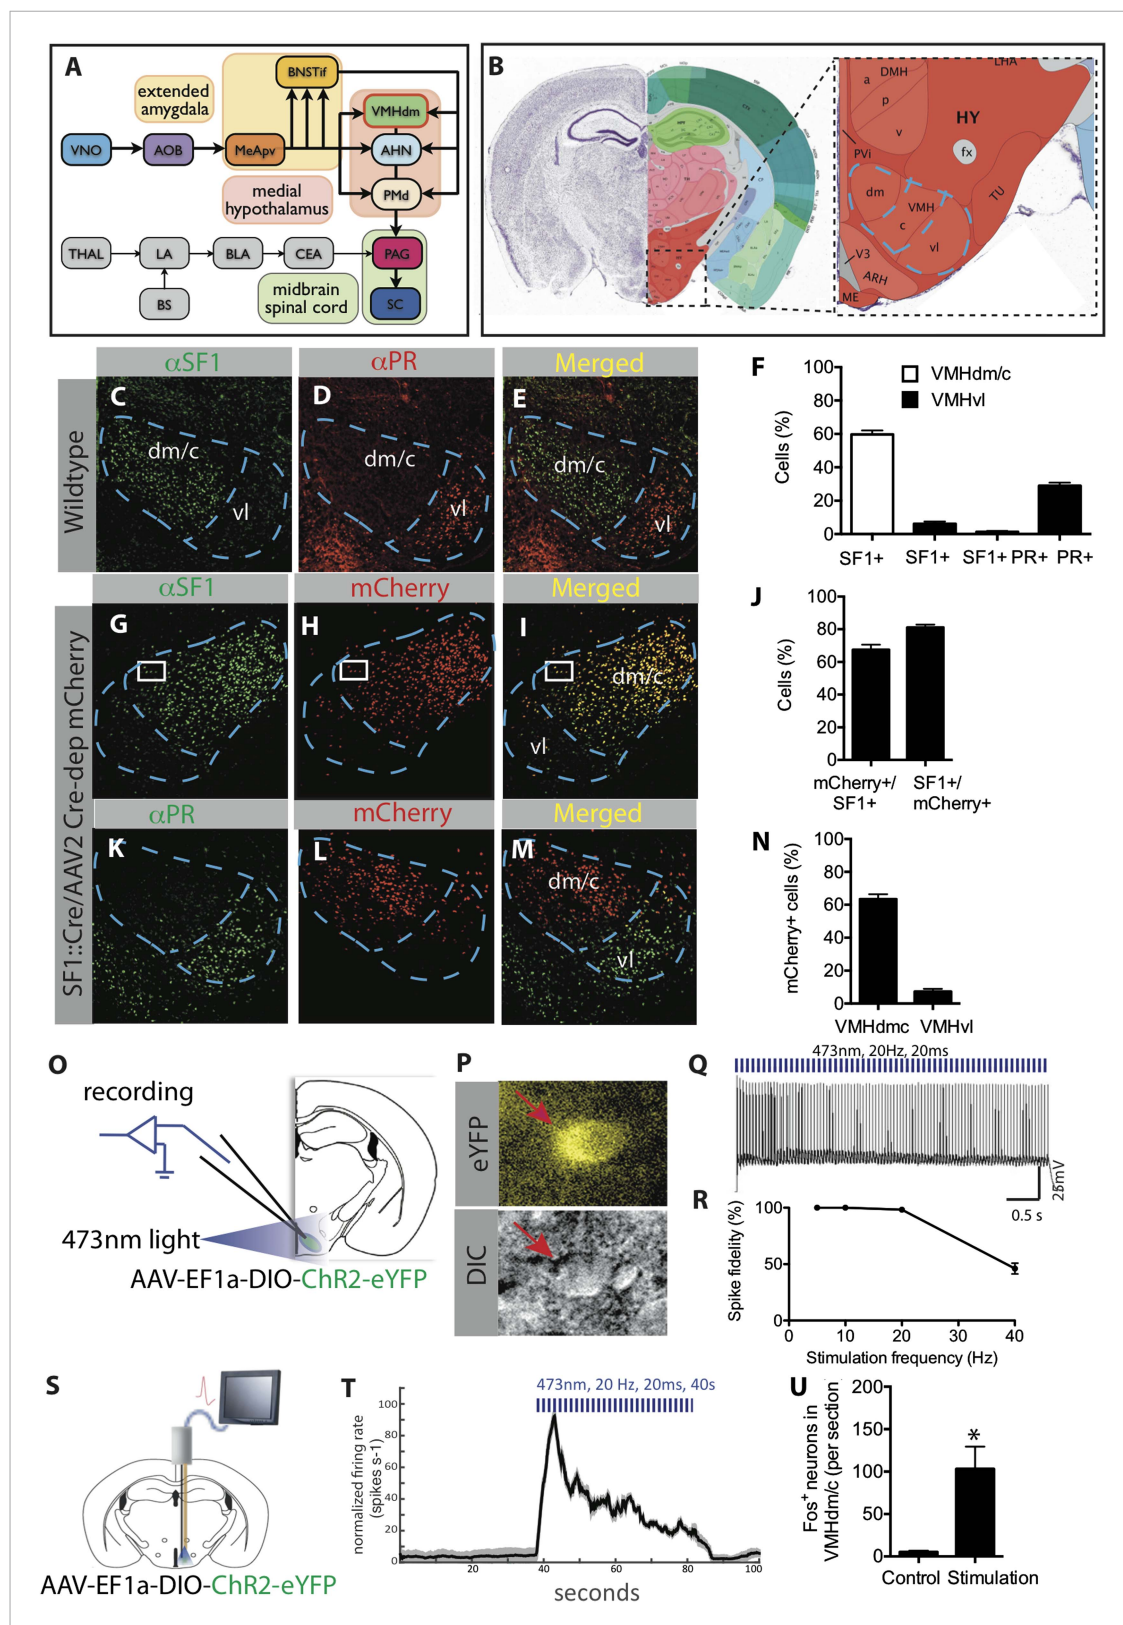 A
extended
amygdala
BNSTif
VMHdm
VNO
AOB
MeApv
AHN
medial
hypothalamus
PMd
THAL
LA
BLA
CEA
PAG
BS
midbrain
spinal cord
SC
B
LHA
a
DMH
p
v
HY
fx
PVi
dm
VMH
TU
c
vl
V3
ARH
ME
αSF1
αPR
Merged
Wildtype
C
dm/c
vl
D
dm/c
vl
E
dm/c
vl
F
VMHdm/c
VMHvl
Cells (%)
100
80
60
40
20
0
SF1+
SF1+
SF1+PR+
PR+
SF1::Cre/AAV2 Cre-dep mCherry
αSF1
mCherry
Merged
G
H
I
dm/c
vl
J
Cells (%)
100
80
60
40
20
0
mCherry+/
SF1+
SF1+/
mCherry+
αPR
mCherry
Merged
K
L
M
dm/c
vl
N
mCherry+ cells (%)
100
80
60
40
20
0
VMHdmc
VMHvl
O
recording
473nm light
AAV-EF1a-DIO-ChR2-eYFP
P
eYFP
DIC
Q
473nm, 20Hz, 20ms
25mV
0.5 s
R
Spike fidelity (%)
100
50
0
0
10
20
30
40
Stimulation frequency (Hz)
S
AAV-EF1a-DIO-ChR2-eYFP
T
473nm, 20 Hz, 20ms, 40s
normalized firing rate
(spikes s-1)
100
80
60
40
20
0
20
40
60
80
100
seconds
U
Fos+ neurons in
VMHdm/c (per section)
200
150
100
50
0
*
Control
Stimulation